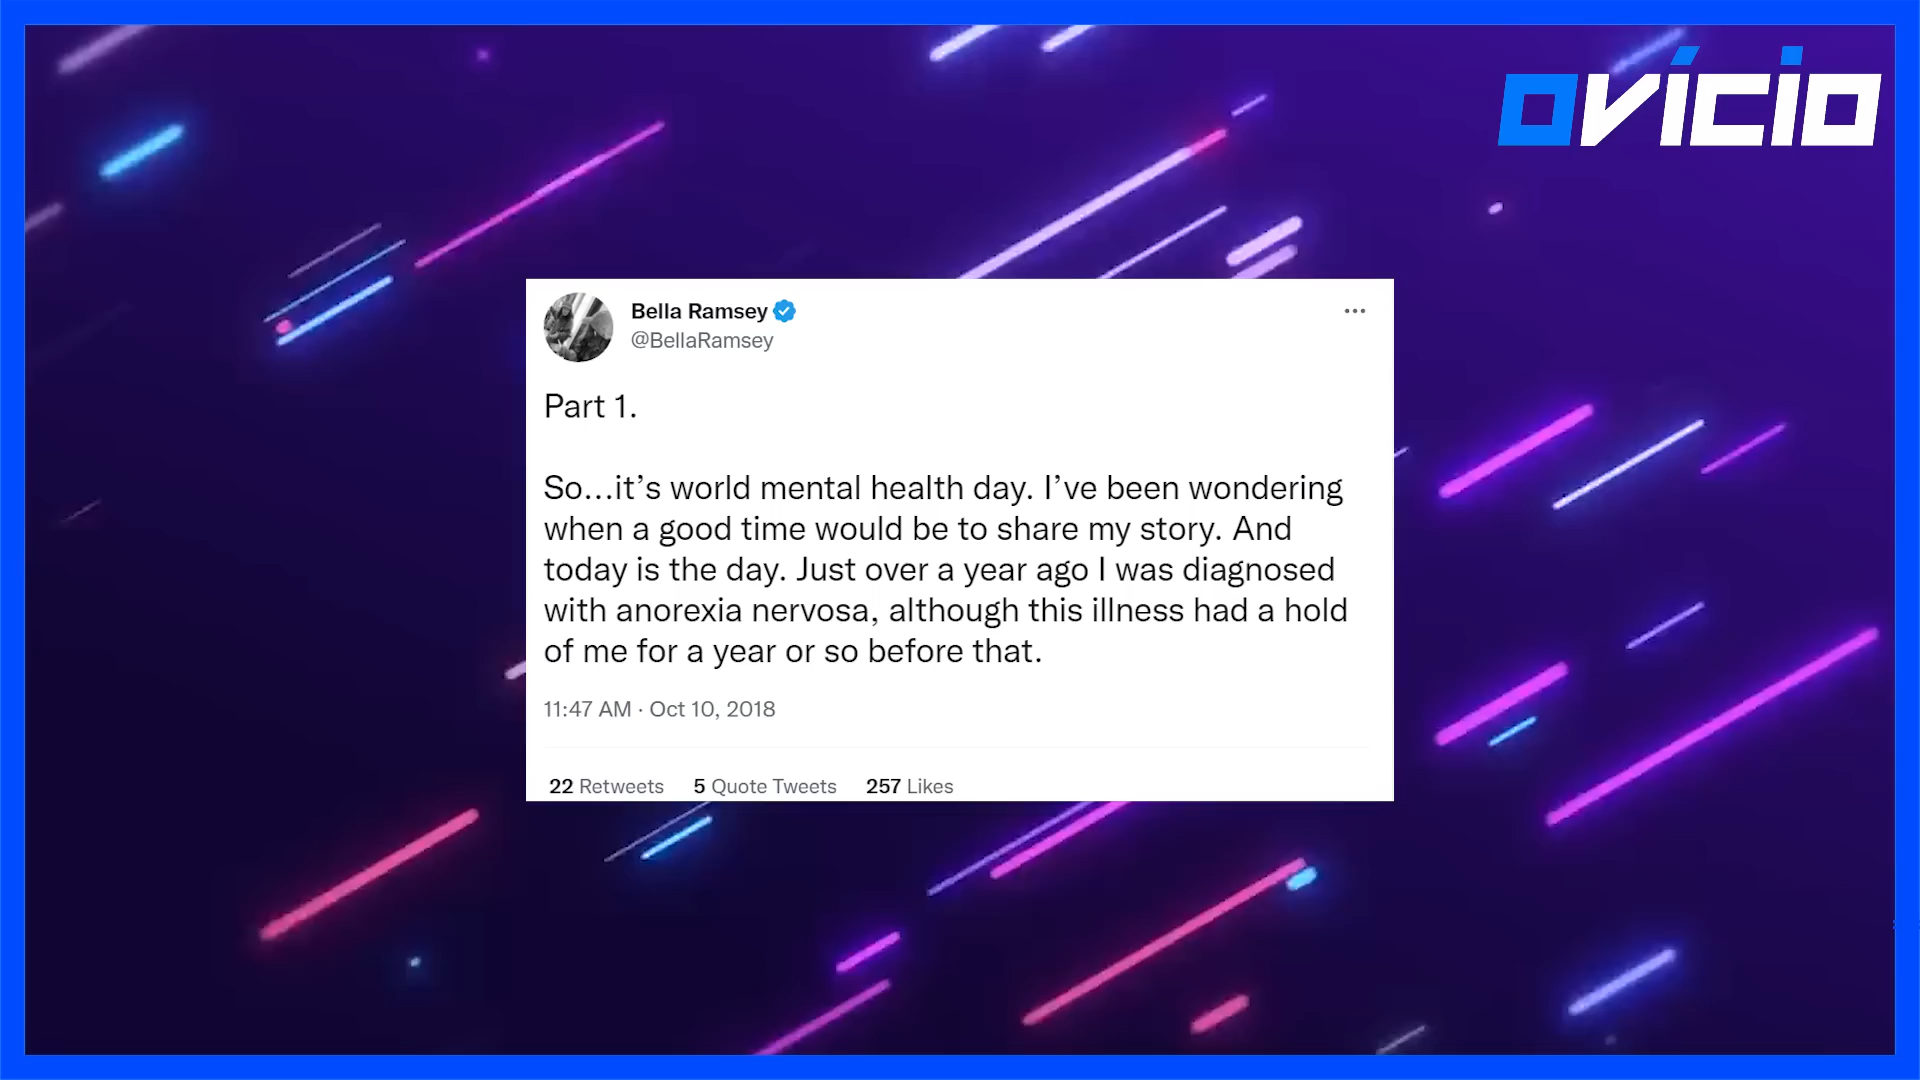 ovício
Bella Ramsey
@BellaRamsey
Part 1.
So...it’s world mental health day. I’ve been wondering
when a good time would be to share my story. And
today is the day. Just over a year ago I was diagnosed
with anorexia nervosa, although this illness had a hold
of me for a year or so before that.
11:47 AM · Oct 10, 2018
22 Retweets 5 Quote Tweets 257 Likes